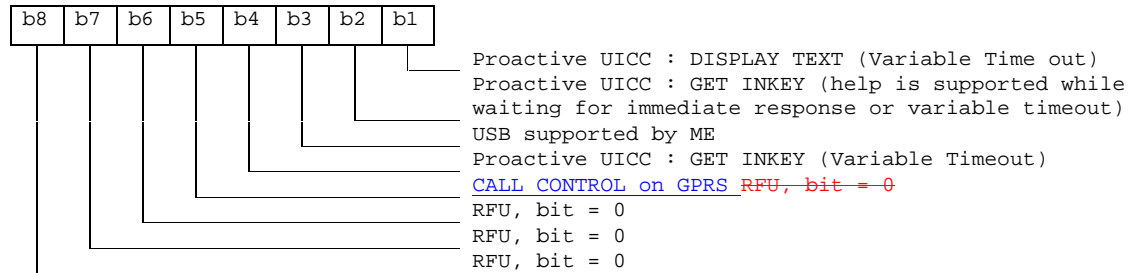 b8 b7 b6 b5 b4 b3 b2 b1
Proactive UICC : DISPLAY TEXT (Variable Time out)
Proactive UICC : GET INKEY (help is supported while
waiting for immediate response or variable timeout)
USB supported by ME
Proactive UICC : GET INKEY (Variable Timeout)
CALL CONTROL on GPRS RFU, bit = 0
RFU, bit = 0
RFU, bit = 0
RFU, bit = 0